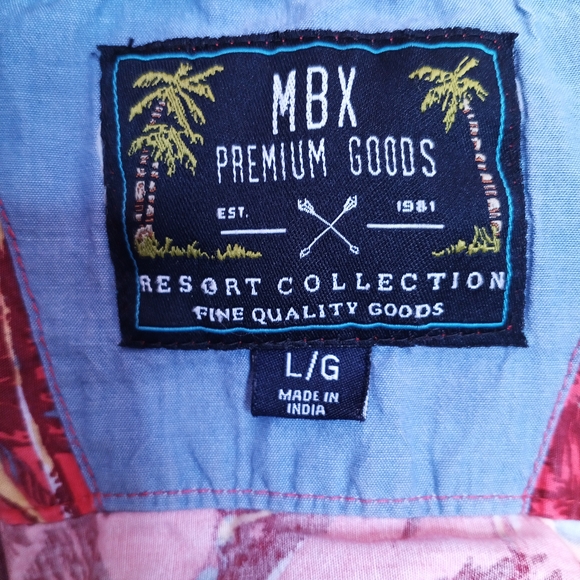 MBX
PREMIUM GOODS
EST. 1981
RESORT COLLECTION
FINE QUALITY GOODS
L/G
MADE IN
INDIA